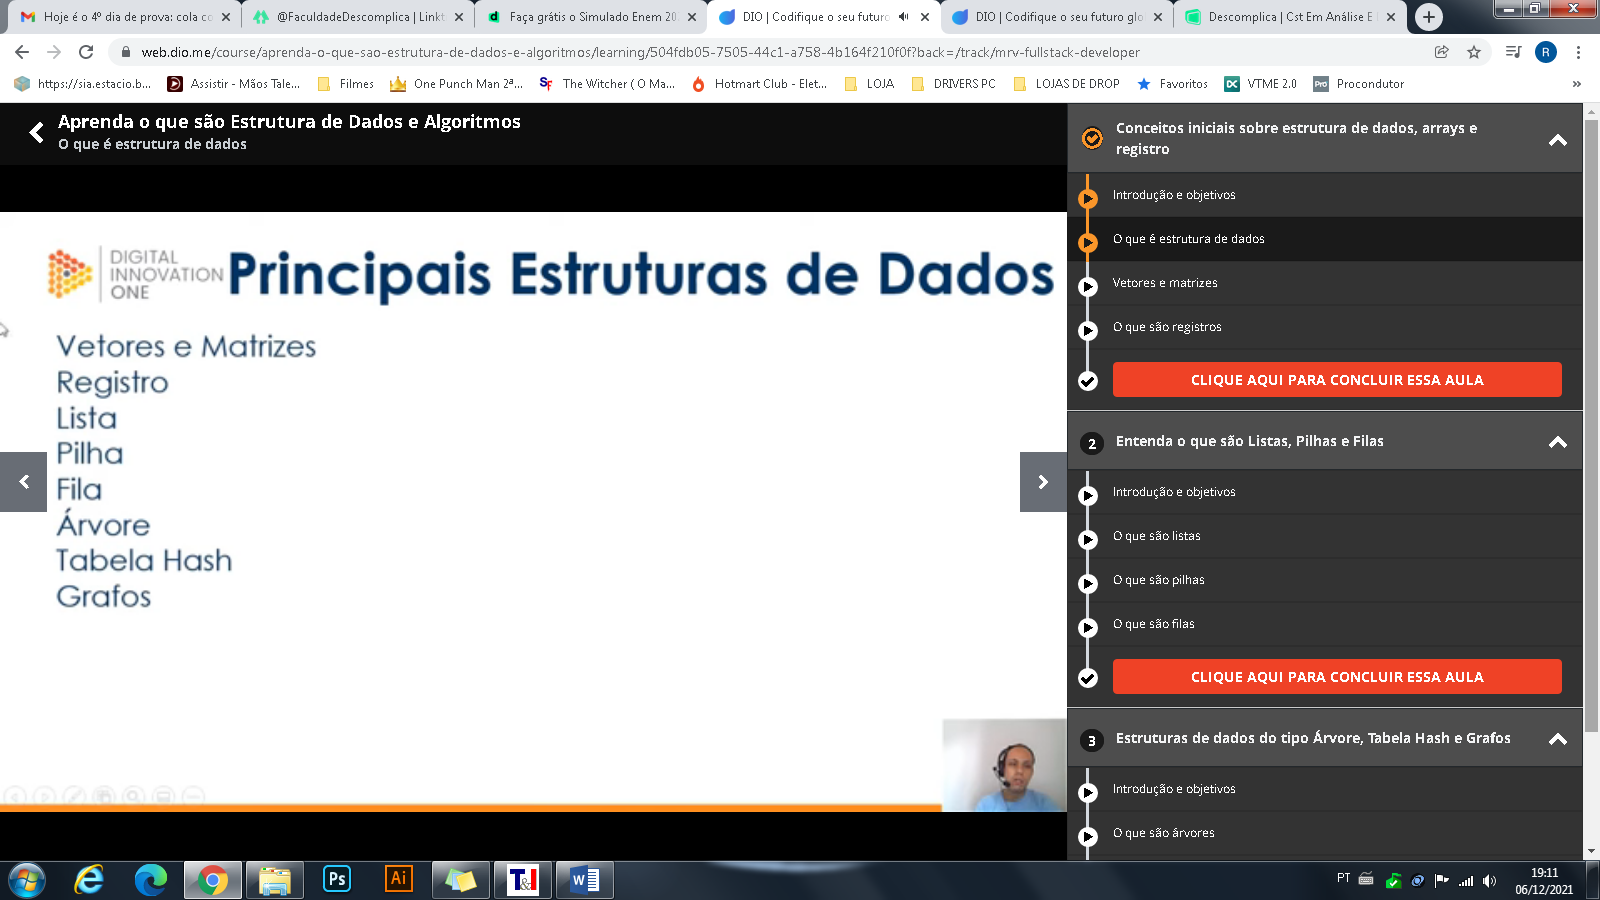 Hoje é o 4º dia de prova: cola co
@FaculdadeDescomplica | Linkt
Faça grátis o Simulado Enem 20
DIO | Codifique o seu futuro
DIO | Codifique o seu futuro glo
Descomplica | Cst Em Análise E
web.dio.me/course/aprenda-o-que-sao-estrutura-de-dados-e-algoritmos/learning/504fdb05-7505-44c1-a758-4b164f210f0f?back=/track/mrv-fullstack-developer
R
https://sia.estacio.b...
Assistir - Mãos Tale...
Filmes
One Punch Man 2ª...
SF
The Witcher ( O Ma...
Hotmart Club - Elet...
LOJA
DRIVERS PC
LOJAS DE DROP
Favoritos
VTME 2.0
Pro
Procondutor
»
Aprenda o que são Estrutura de Dados e Algoritmos
O que é estrutura de dados
DIGITAL
INNOVATION
ONE
Principais Estruturas de Dados
Vetores e Matrizes
Registro
Lista
Pilha
Fila
Árvore
Tabela Hash
Grafos
Conceitos iniciais sobre estrutura de dados, arrays e
registro
Introdução e objetivos
O que é estrutura de dados
Vetores e matrizes
O que são registros
CLIQUE AQUI PARA CONCLUIR ESSA AULA
2
Entenda o que são Listas, Pilhas e Filas
Introdução e objetivos
O que são listas
O que são pilhas
O que são filas
CLIQUE AQUI PARA CONCLUIR ESSA AULA
3
Estruturas de dados do tipo Árvore, Tabela Hash e Grafos
Introdução e objetivos
O que são árvores
Ps
Ai
T&I
W
PT
19:11
06/12/2021